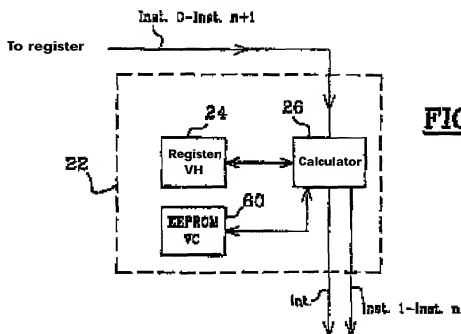 Inst. 0-Inst. n+1
To register
24
26
FIG
22
Registen
VH
Calculator
60
EEPROM
VC
Int.
Inst. 1-Inst. n